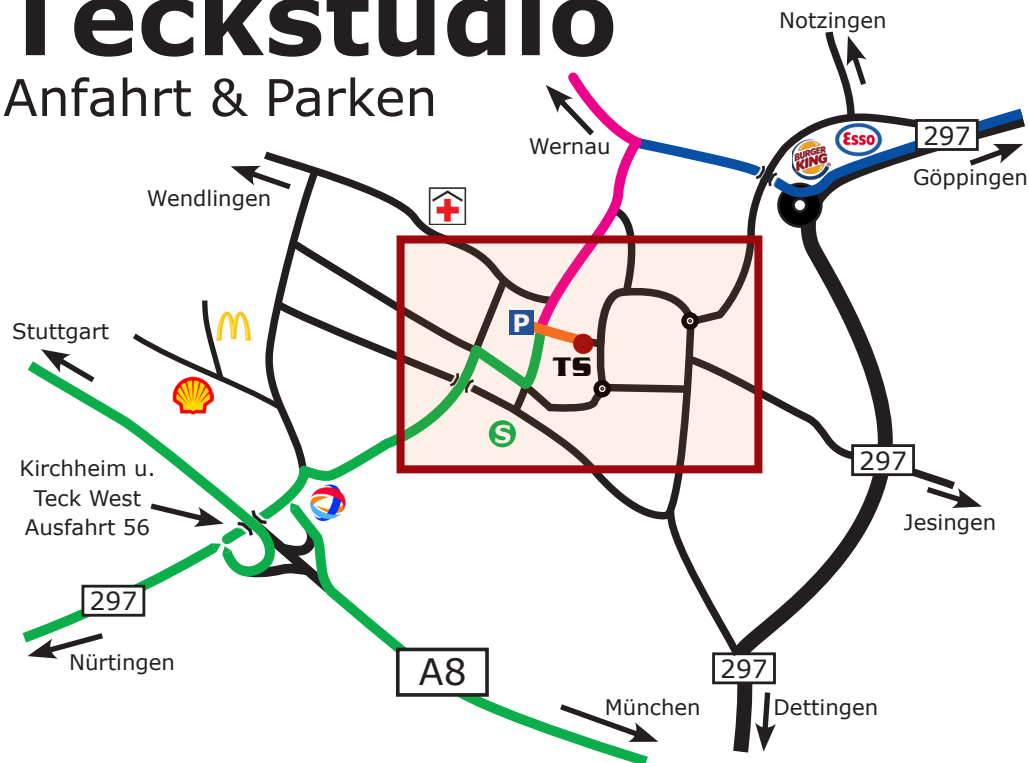 Teckstudio
Anfahrt & Parken
Notzingen
Wernau
Esso
BURGER
KING
297
Göppingen
Wendlingen
P
TS
Stuttgart
S
297
Kirchheim u.
Teck West
Ausfahrt 56
Jesingen
297
Nürtingen
A8
297
München
Dettingen